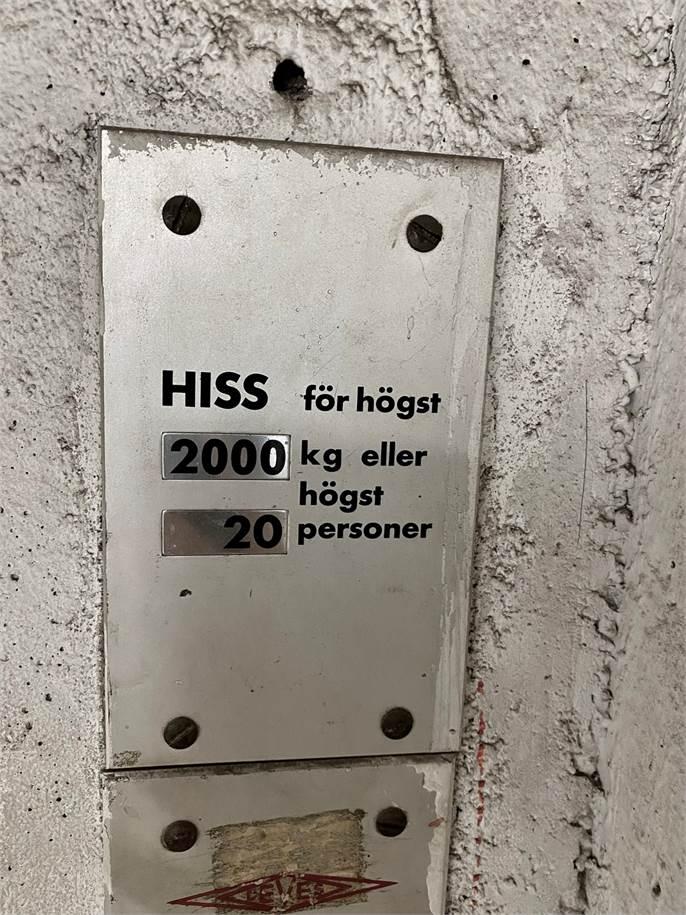 HISS för högst
2000 kg eller
högst
20 personer